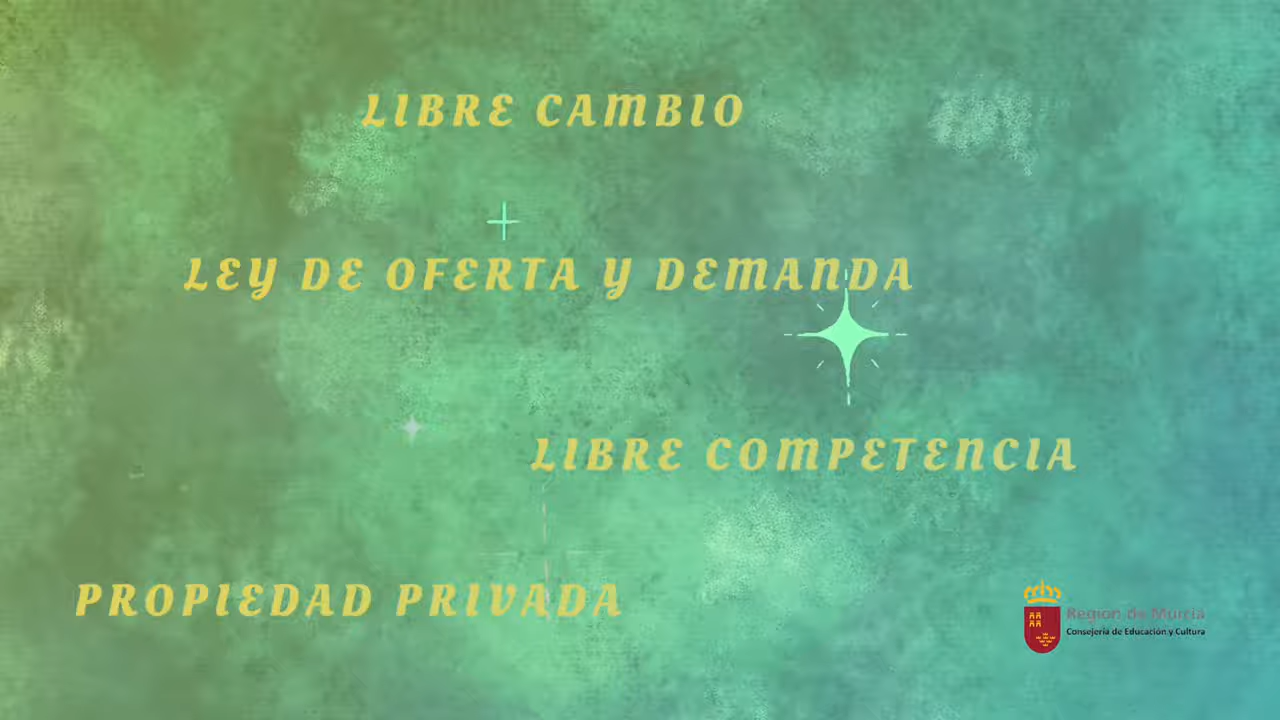 LIBRE CAMBIO
LEY DE OFERTA Y DEMANDA
LIBRE COMPETENCIA
PROPIEDAD PRIVADA
Región de Murcia
Consejería de Educación y Cultura